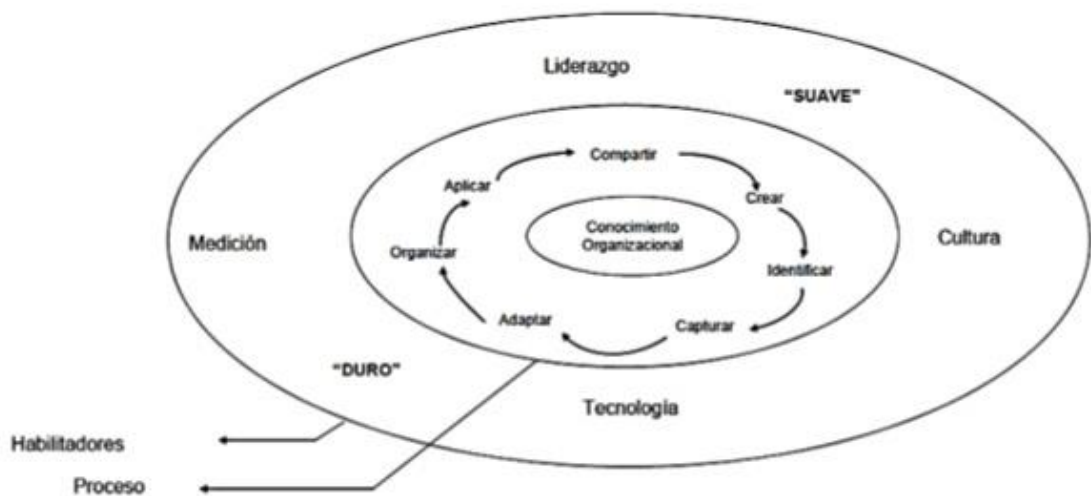 Liderazgo
"SUAVE"
Compartir
Aplicar
Crear
Conocimiento
Organizacional
Medición
Organizar
Cultura
Identificar
Adaptar
Capturar
"DURO"
Tecnología
Habilitadores
Proceso